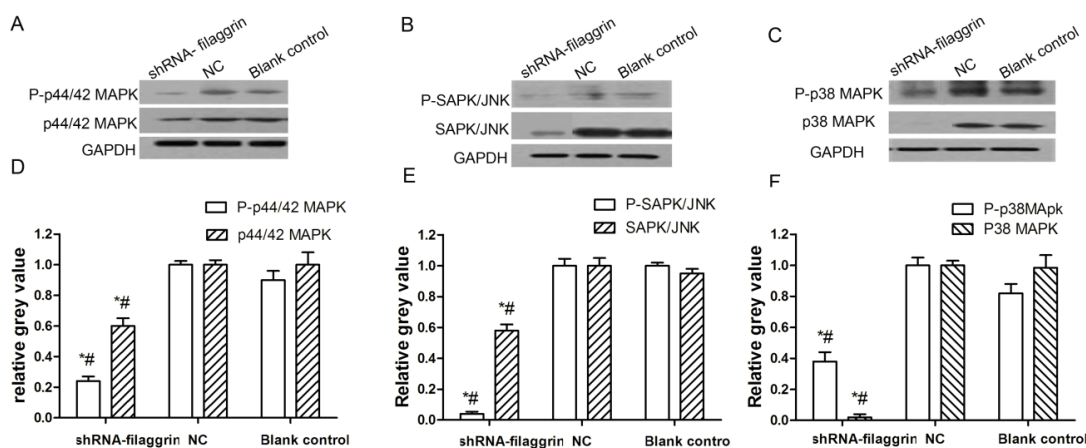 A
shRNA- filaggrin
NC
Blank control
P-p44/42 MAPK
p44/42 MAPK
GAPDH
B
shRNA-filaggrin
NC
Blank control
P-SAPK/JNK
SAPK/JNK
GAPDH
C
shRNA-filaggrin
NC
Blank control
P-p38 MAPK
p38 MAPK
GAPDH
D
P-p44/42 MAPK
p44/42 MAPK
relative grey value
1.2
1.0
0.8
0.6
0.4
0.2
0.0
*#
*#
shRNA-filaggrin NC Blank control
E
P-SAPK/JNK
SAPK/JNK
Relative grey value
1.2
1.0
0.8
0.6
0.4
0.2
0.0
*#
*#
shRNA-filaggrin NC Blank control
F
P-p38MApk
P38 MAPK
Relative grey value
1.2
1.0
0.8
0.6
0.4
0.2
0.0
*#
*#
shRNA-filaggrin NC Blank control